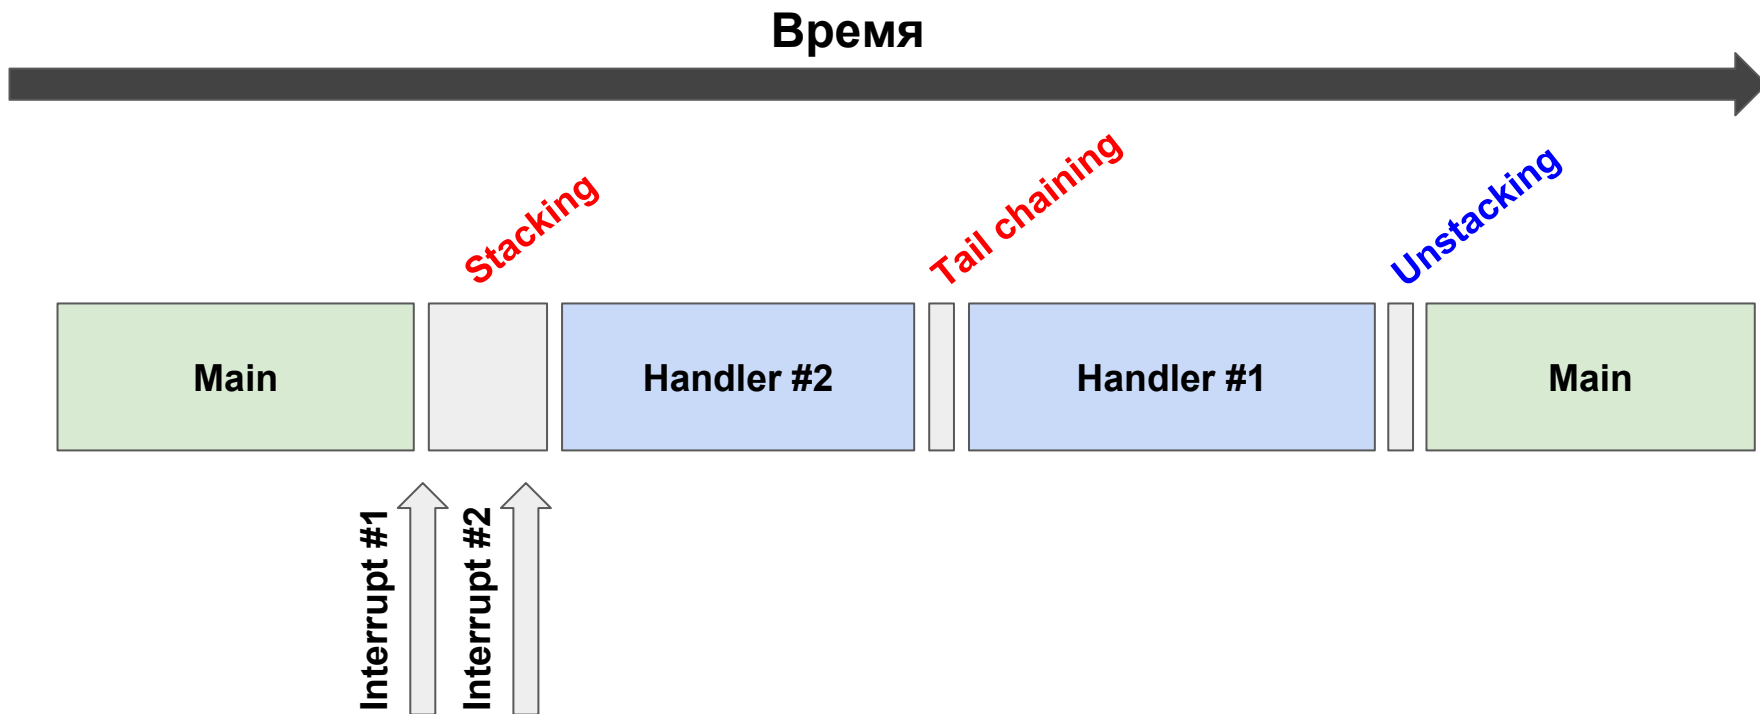 Время
Stacking
Tail chaining
Unstacking
Main
Handler #2
Handler #1
Main
Interrupt #1
Interrupt #2